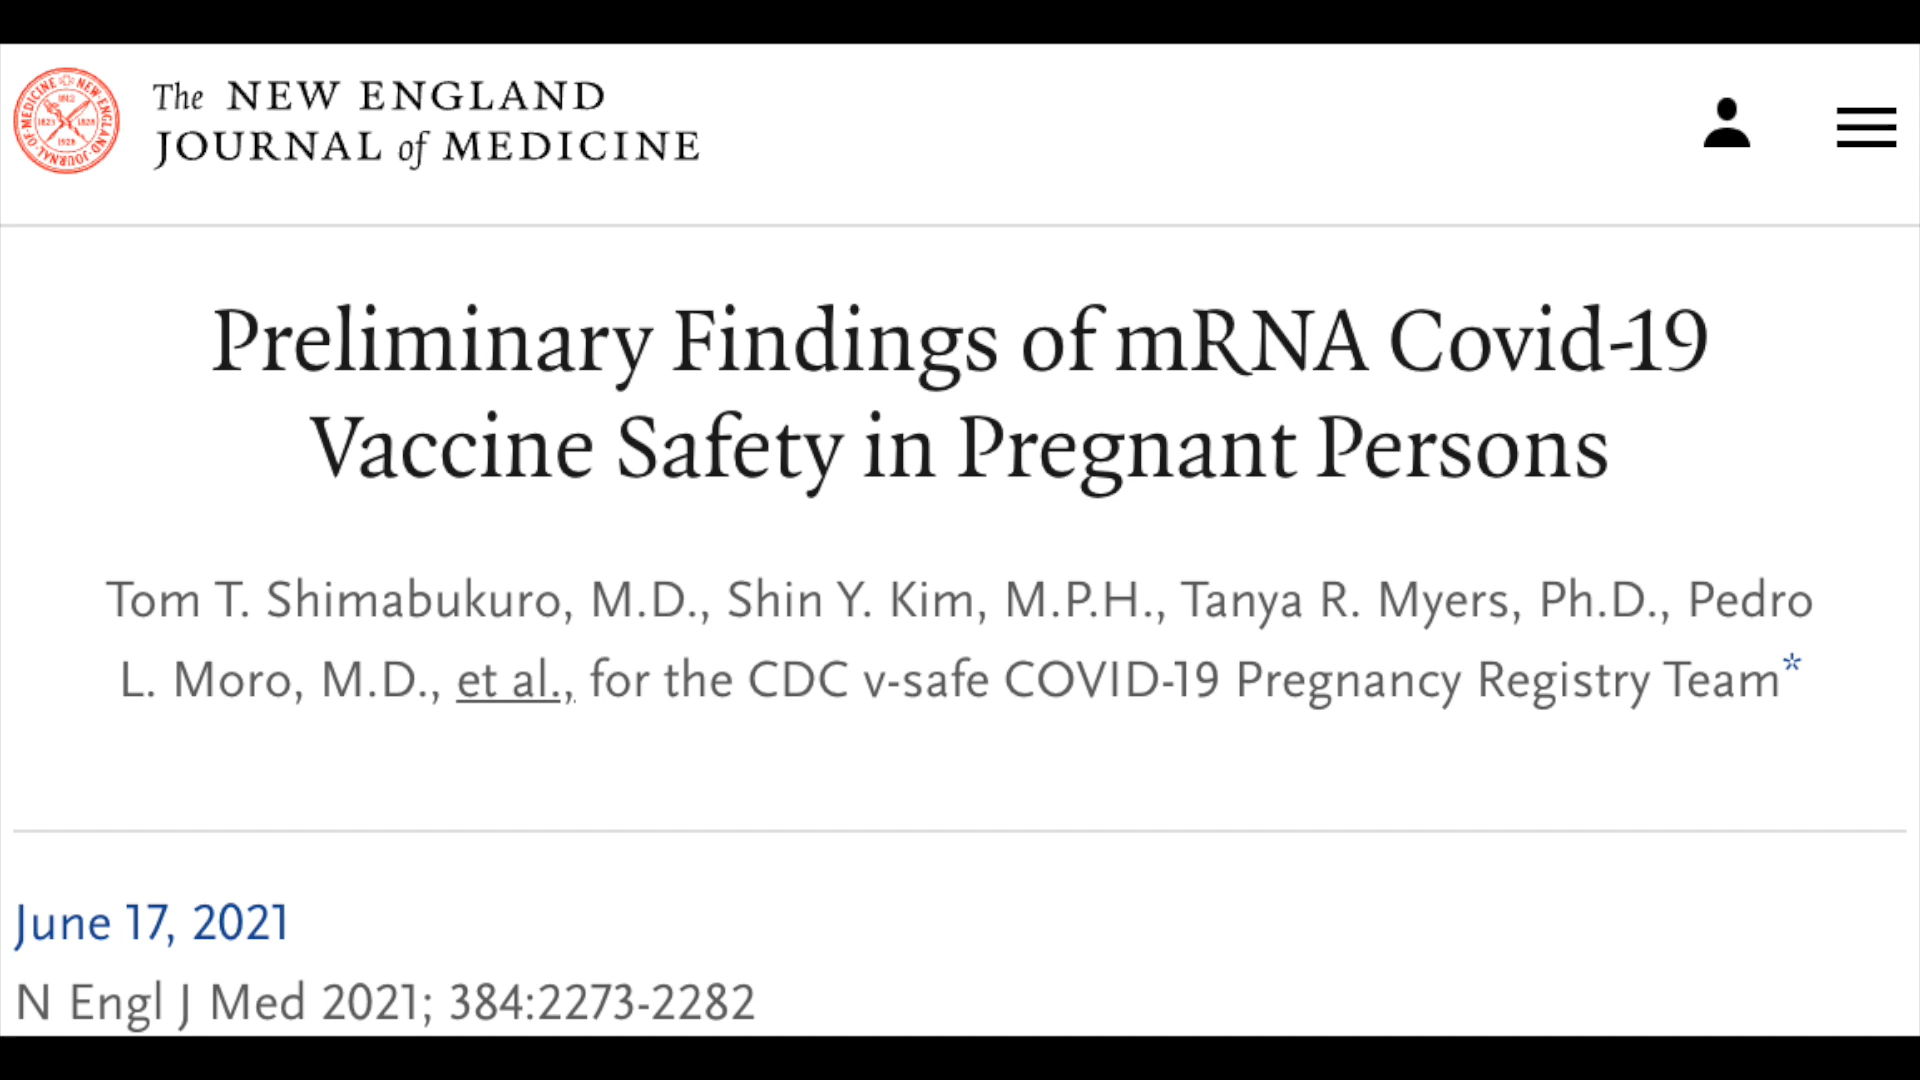 The NEW ENGLAND
JOURNAL of MEDICINE
Preliminary Findings of mRNA Covid-19
Vaccine Safety in Pregnant Persons
Tom T. Shimabukuro, M.D., Shin Y. Kim, M.P.H., Tanya R. Myers, Ph.D., Pedro
L. Moro, M.D., et al., for the CDC v-safe COVID-19 Pregnancy Registry Team*
June 17, 2021
N Engl J Med 2021; 384:2273-2282